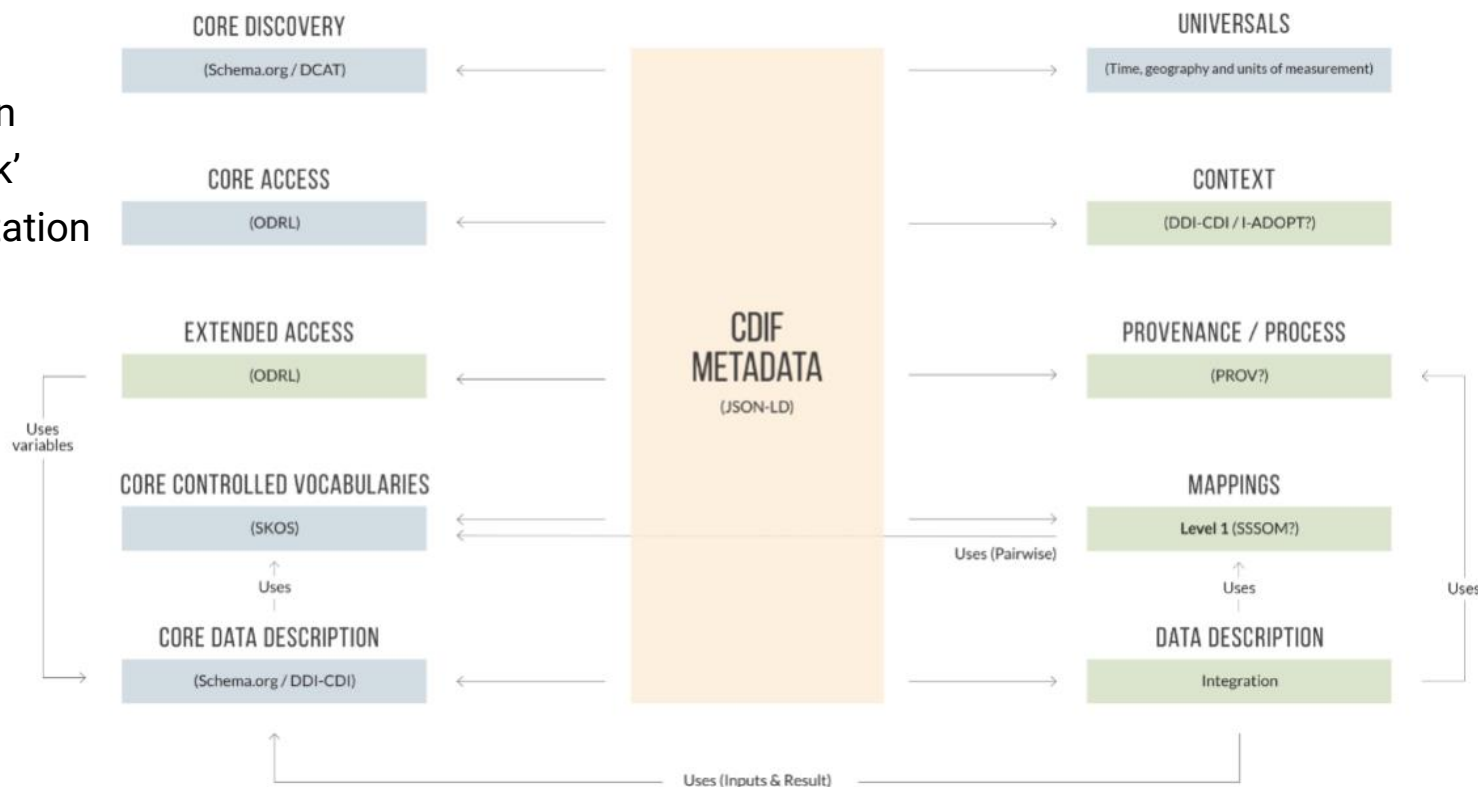 n
k’
tation
CORE DISCOVERY
(Schema.org / DCAT)
CORE ACCESS
(ODRL)
EXTENDED ACCESS
(ODRL)
Uses
variables
CORE CONTROLLED VOCABULARIES
(SKOS)
Uses
CORE DATA DESCRIPTION
(Schema.org / DDI-CDI)
CDIF
METADATA
(JSON-LD)
UNIVERSALS
(Time, geography and units of measurement)
CONTEXT
(DDI-CDI / I-ADOPT?)
PROVENANCE / PROCESS
(PROV?)
MAPPINGS
Level 1 (SSSOM?)
Uses (Pairwise)
Uses
Uses
DATA DESCRIPTION
Integration
Uses (Inputs & Result)